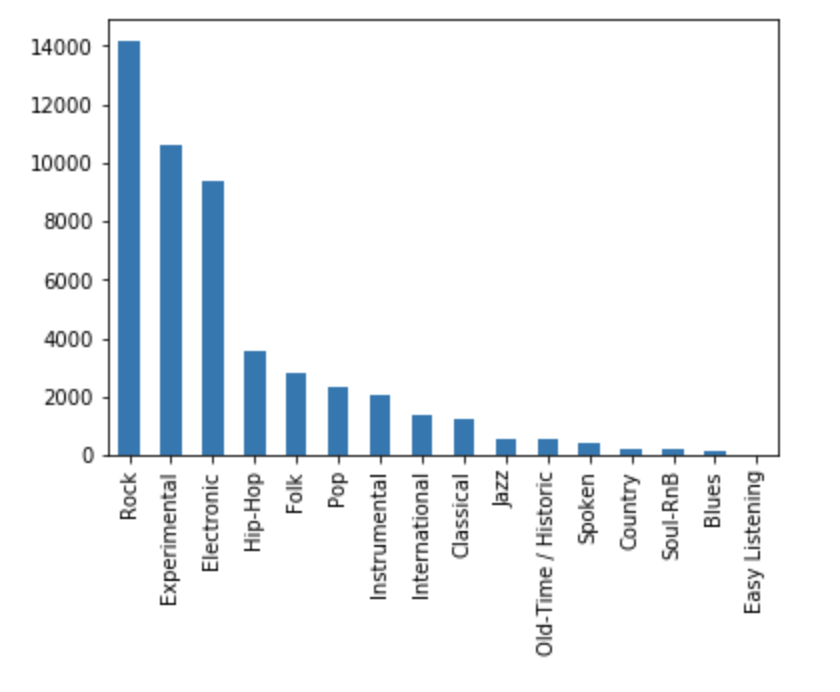 14000
12000
10000
8000
6000
4000
2000
0
Rock
Experimental
Electronic
Hip-Hop
Folk
Pop
Instrumental
International
Classical
Jazz
Old-Time / Historic
Spoken
Country
Soul-RnB
Blues
Easy Listening